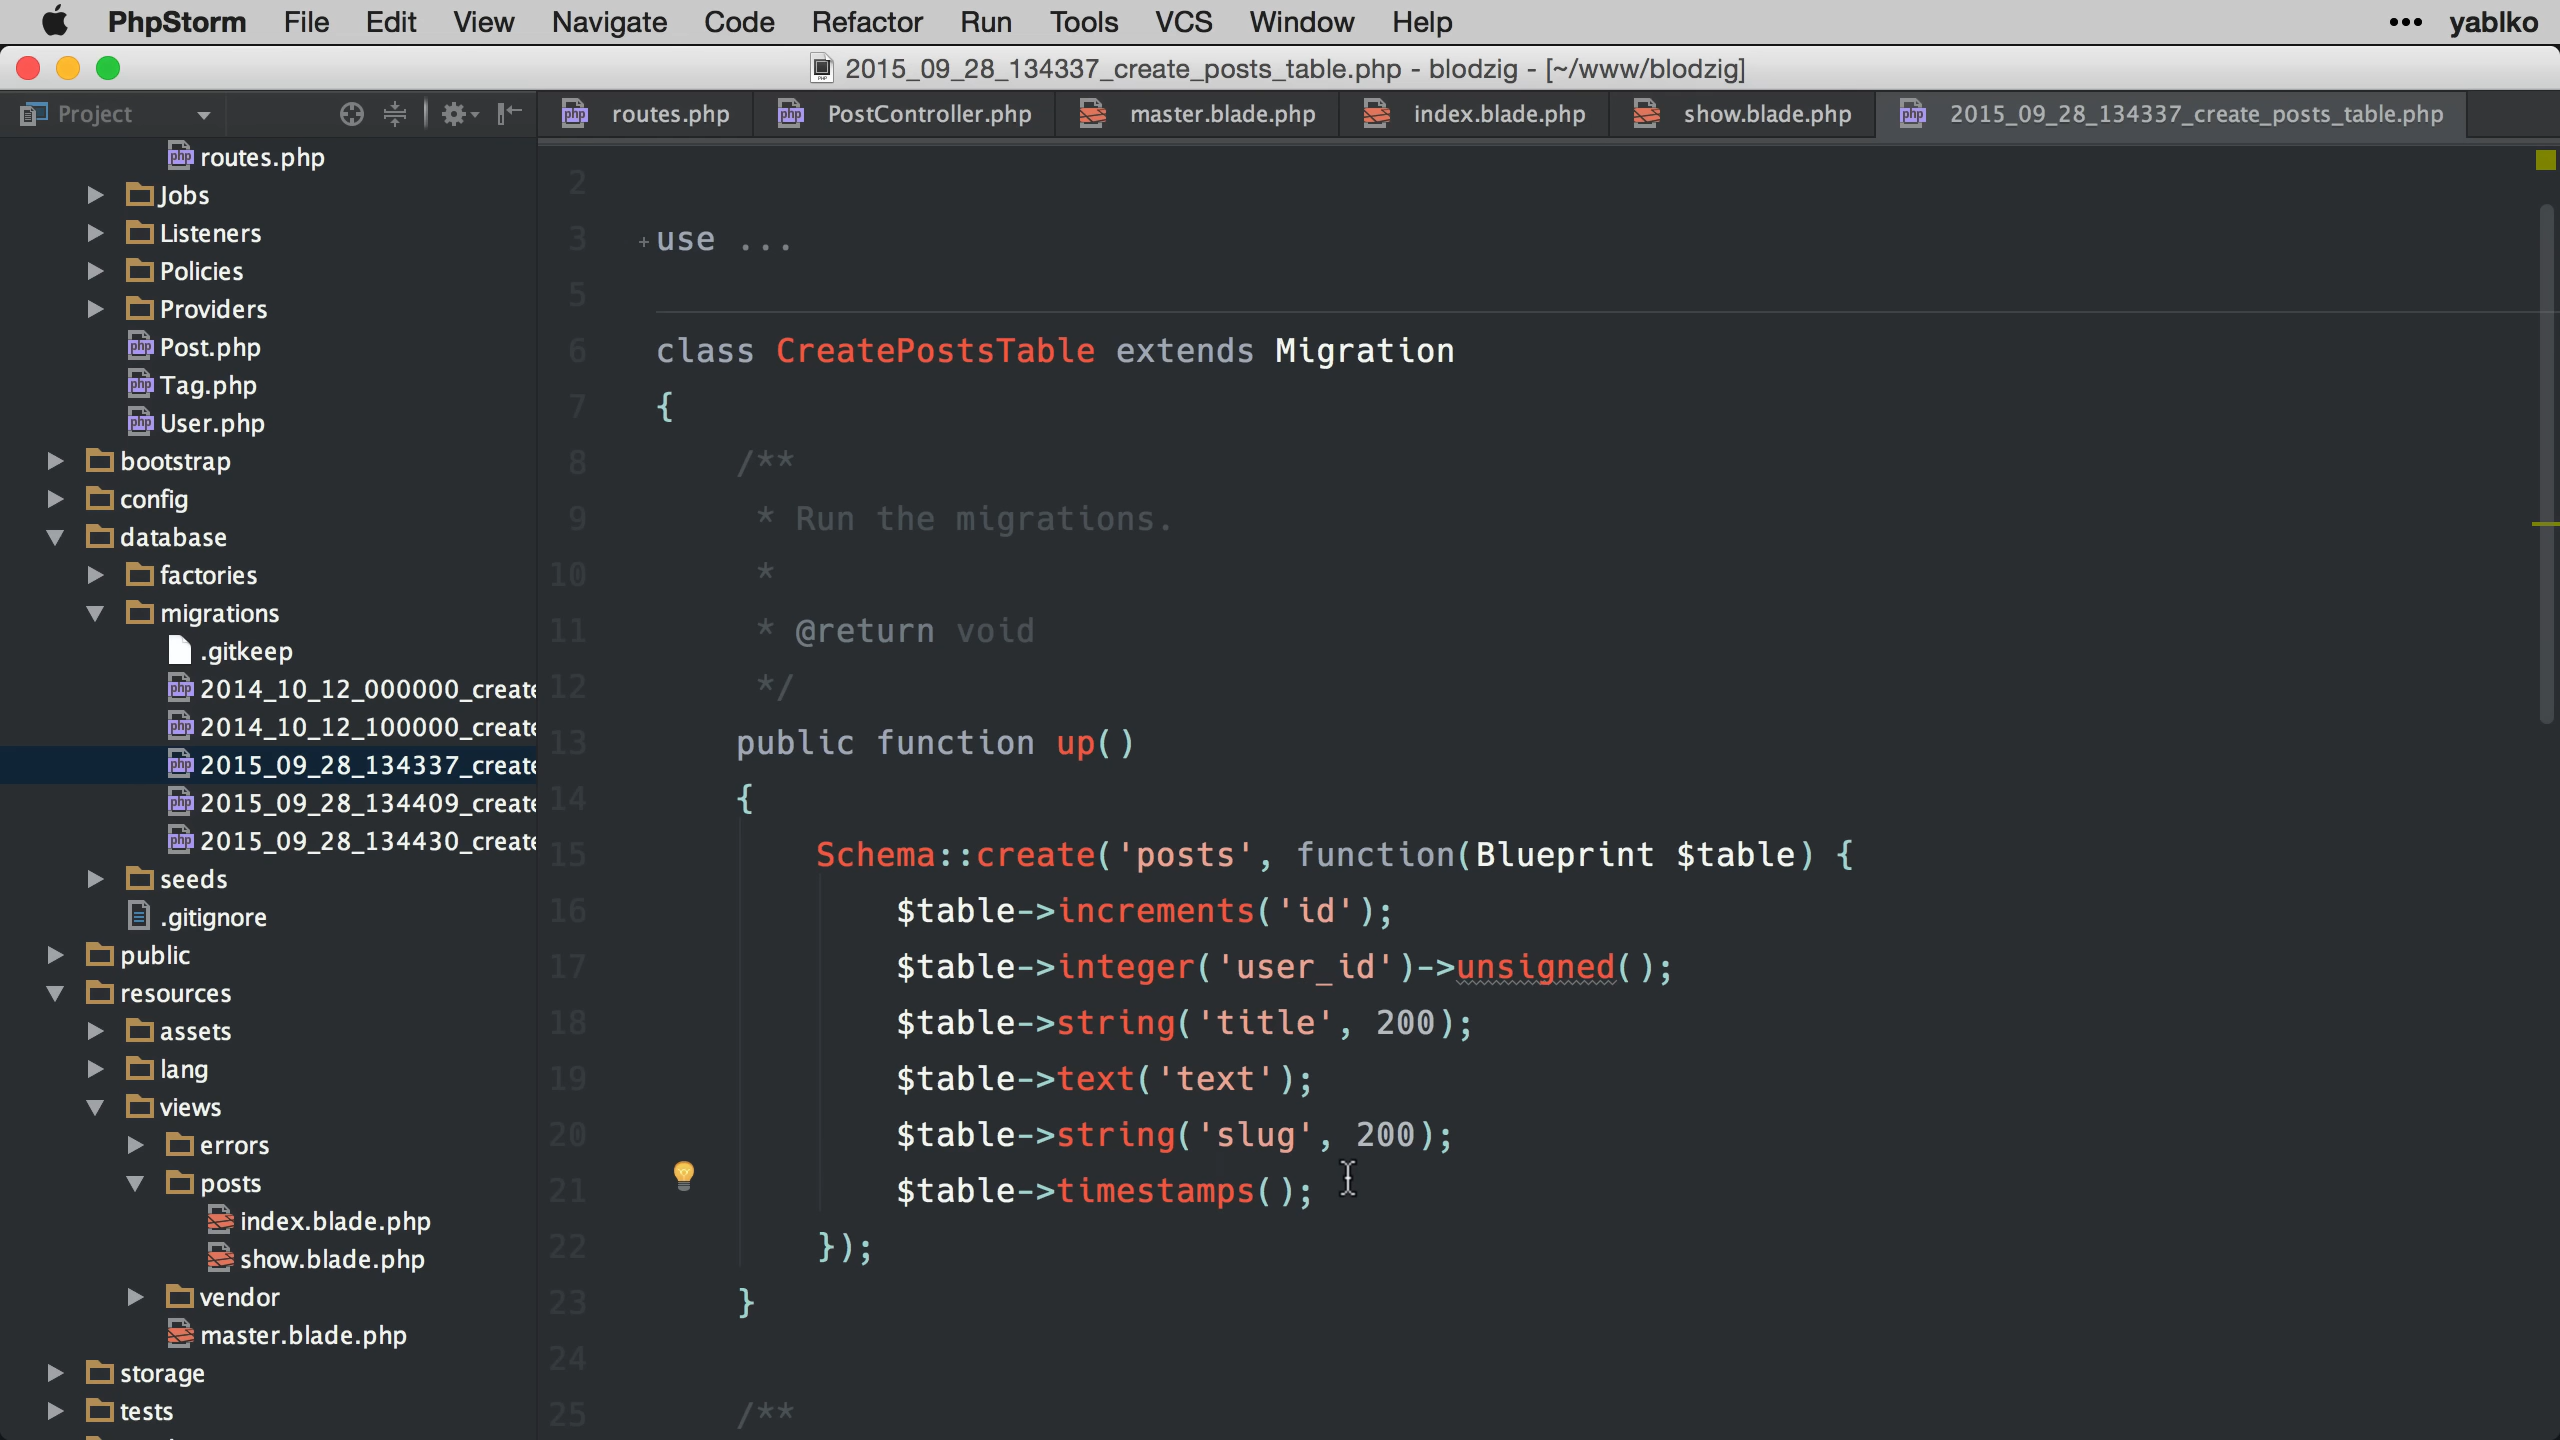 PhpStorm File Edit View Navigate Code Refactor Run Tools VCS Window Help ••• yablko
2015_09_28_134337_create_posts_table.php - blodzig - [~/www/blodzig]
Project
routes.php PostController.php master.blade.php index.blade.php show.blade.php 2015_09_28_134337_create_posts_table.php
routes.php
Jobs
Listeners
Policies
Providers
Post.php
Tag.php
User.php
bootstrap
config
database
factories
migrations
.gitkeep
2014_10_12_000000_create
2014_10_12_100000_create
2015_09_28_134337_create
2015_09_28_134409_create
2015_09_28_134430_create
seeds
.gitignore
public
resources
assets
lang
views
errors
posts
index.blade.php
show.blade.php
vendor
master.blade.php
storage
tests
2
3 +use ...
5
6 class CreatePostsTable extends Migration
7 {
8 /**
9 * Run the migrations.
10 *
11 * @return void
12 */
13 public function up()
14 {
15 Schema::create('posts', function(Blueprint $table) {
16 $table->increments('id');
17 $table->integer('user_id')->unsigned();
18 $table->string('title', 200);
19 $table->text('text');
20 $table->string('slug', 200);
21 $table->timestamps();
22 });
23 }
24
25 /**